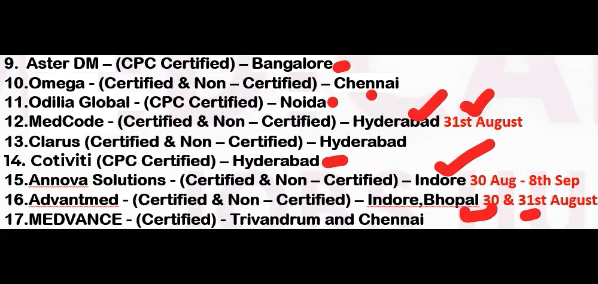 9. Aster DM – (CPC Certified) – Bangalore
10.Omega - (Certified & Non – Certified) – Chennai
11.Odilia Global - (CPC Certified) – Noida
12.MedCode - (Certified & Non – Certified) – Hyderabad 31st August
13.Clarus (Certified & Non – Certified) – Hyderabad
14. Cotiviti (CPC Certified) – Hyderabad
15.Annova Solutions - (Certified & Non – Certified) – Indore 30 Aug - 8th Sep
16.Advantmed - (Certified & Non – Certified) – Indore,Bhopal 30 & 31st August
17.MEDVANCE - (Certified) - Trivandrum and Chennai